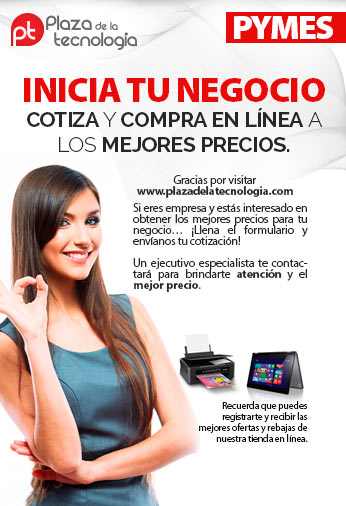 pt Plaza de la
tecnología
PYMES
INICIA TU NEGOCIO
COTIZA Y COMPRA EN LÍNEA A
LOS MEJORES PRECIOS.
Gracias por visitar
www.plazadelatecnologia.com
Si eres empresa y estás interesado en
obtener los mejores precios para tu
negocio... ¡Llena el formulario y
envíanos tu cotización!
Un ejecutivo especialista te contac-
tará para brindarte atención y el
mejor precio.
Recuerda que puedes
registrarte y recibir las
mejores ofertas y rebajas de
nuestra tienda en línea.